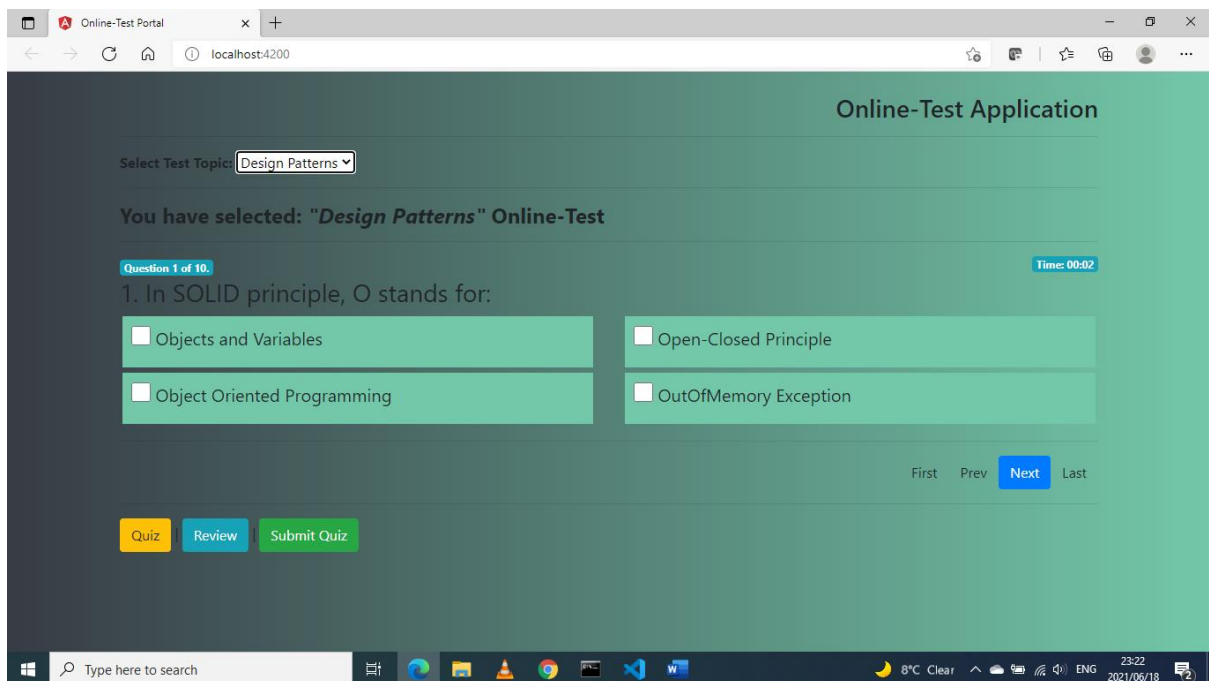 Online-Test Portal
localhost:4200
Online-Test Application
Select Test Topic: Design Patterns
You have selected: "Design Patterns" Online-Test
Question 1 of 10. Time: 00:02
1. In SOLID principle, O stands for:
Objects and Variables Open-Closed Principle
Object Oriented Programming OutOfMemory Exception
First Prev Next Last
Quiz | Review | Submit Quiz
Type here to search 8°C Clear ENG 23:22
2021/06/18 2